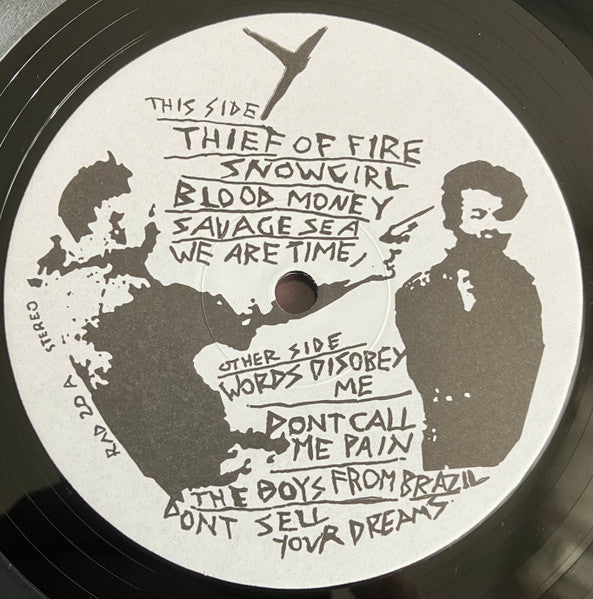 Y
THIS SIDE
THIEF OF FIRE
SNOWGIRL
BLOOD MONEY
SAVAGE SEA
WE ARE TIME,
STEREO
RAD 20 A
OTHER SIDE
WORDS DISOBEY
ME
DONT CALL
ME PAIN
THE BOYS FROM BRAZIL
DONT SELL
YOUR DREAMS